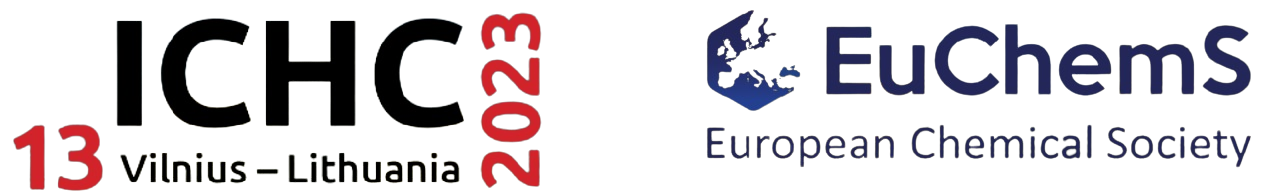 ICHC
13
Vilnius – Lithuania
2023
EuChemS
European Chemical Society